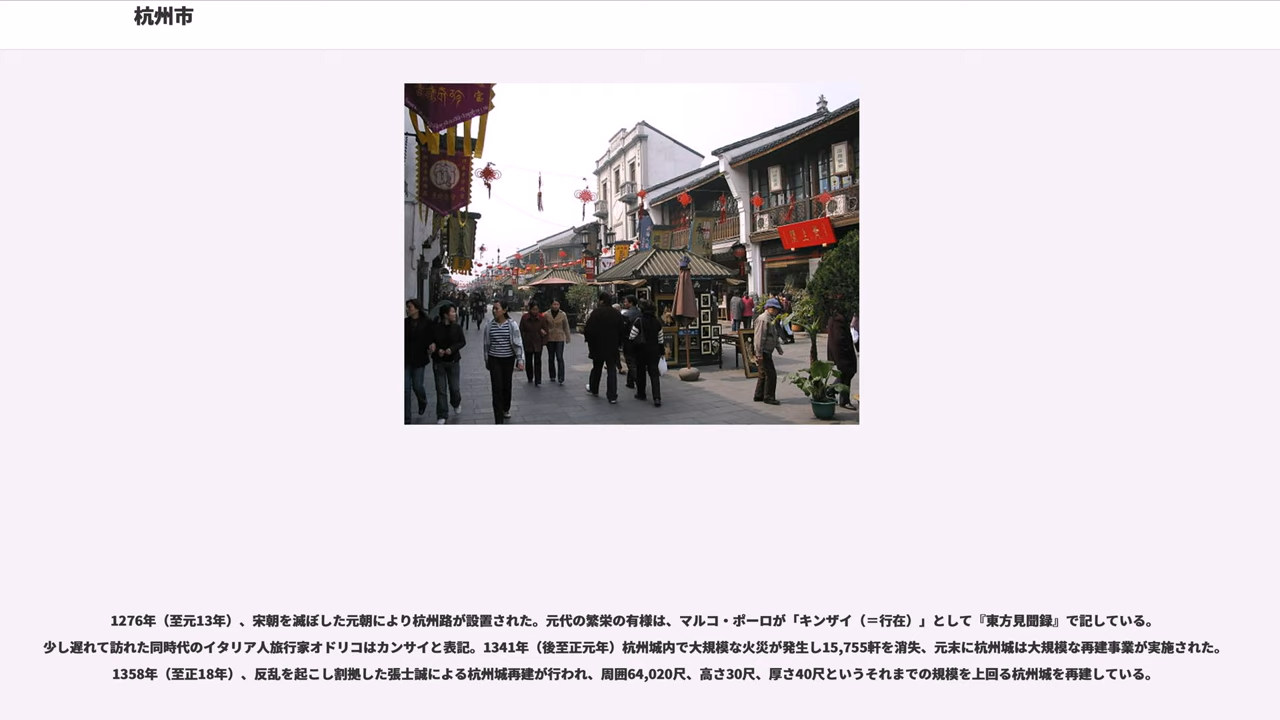 杭州市
1276年（至元13年）、宋朝を滅ぼした元朝により杭州路が設置された。元代の繁栄の有様は、マルコ・ポーロが「キンザイ（＝行在）」として『東方見聞録』で記している。
少し遅れて訪れた同時代のイタリア人旅行家オドリコはカンサイと表記。1341年（後至正元年）杭州城内で大規模な火災が発生し15,755軒を消失、元末に杭州城は大規模な再建事業が実施された。
1358年（至正18年）、反乱を起こし割拠した張士誠による杭州城再建が行われ、周囲64,020尺、高さ30尺、厚さ40尺というそれまでの規模を上回る杭州城を再建している。